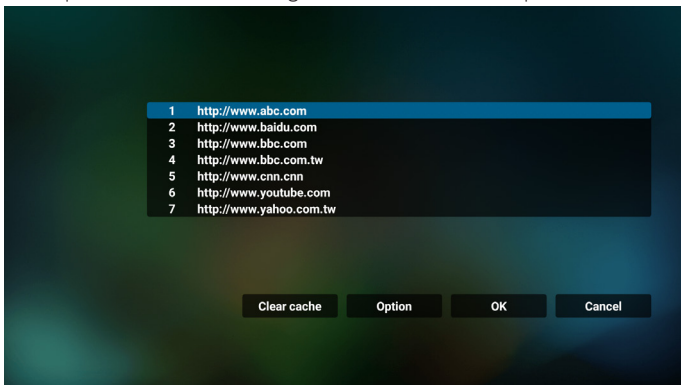 1 http://www.abc.com
2 http://www.baidu.com
3 http://www.bbc.com
4 http://www.bbc.com.tw
5 http://www.cnn.cnn
6 http://www.youtube.com
7 http://www.yahoo.com.tw
Clear cache Option OK Cancel